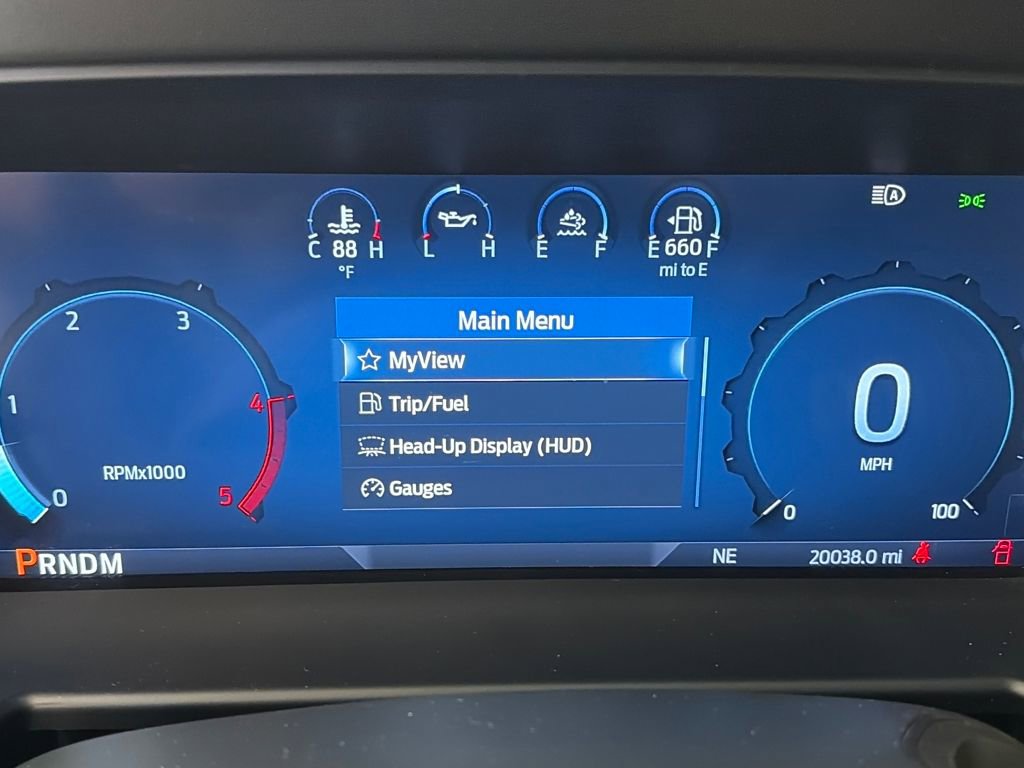 C 88 H
°F
L H
E F
E 660 F
mi to E
A
Main Menu
MyView
Trip/Fuel
Head-Up Display (HUD)
Gauges
0
1
2
3
4
5
RPMx1000
0
MPH
0
100
PRNDM
NE
20038.0 mi